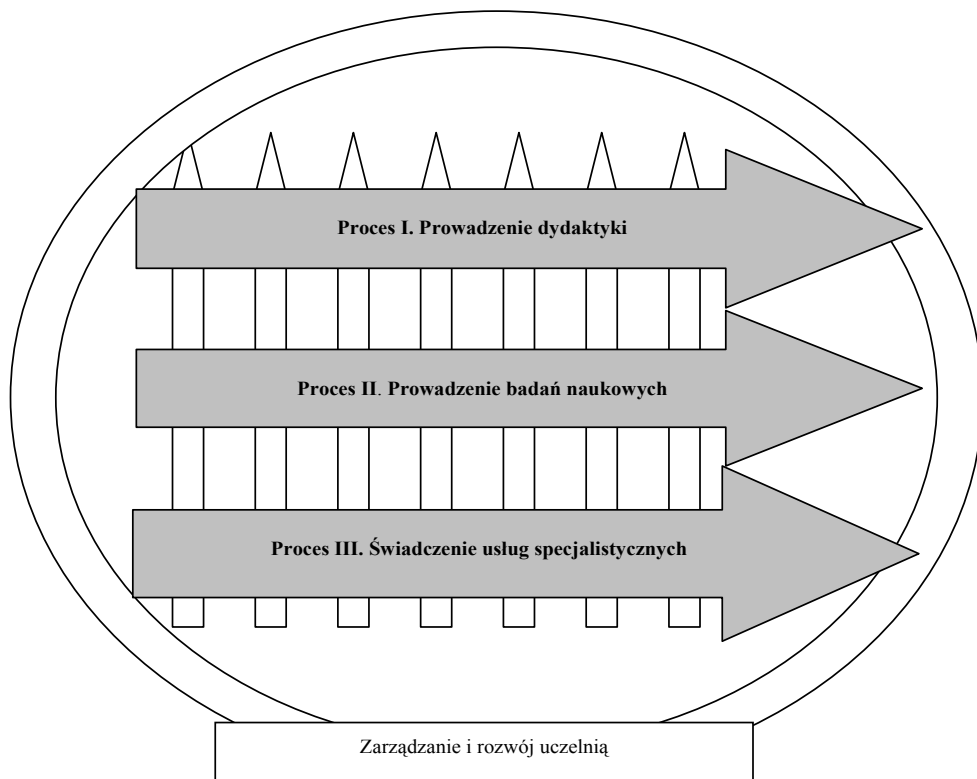 Proces I. Prowadzenie dydaktyki
Proces II. Prowadzenie badań naukowych
Proces III. Świadczenie usług specjalistycznych
Zarządzanie i rozwój uczelnią